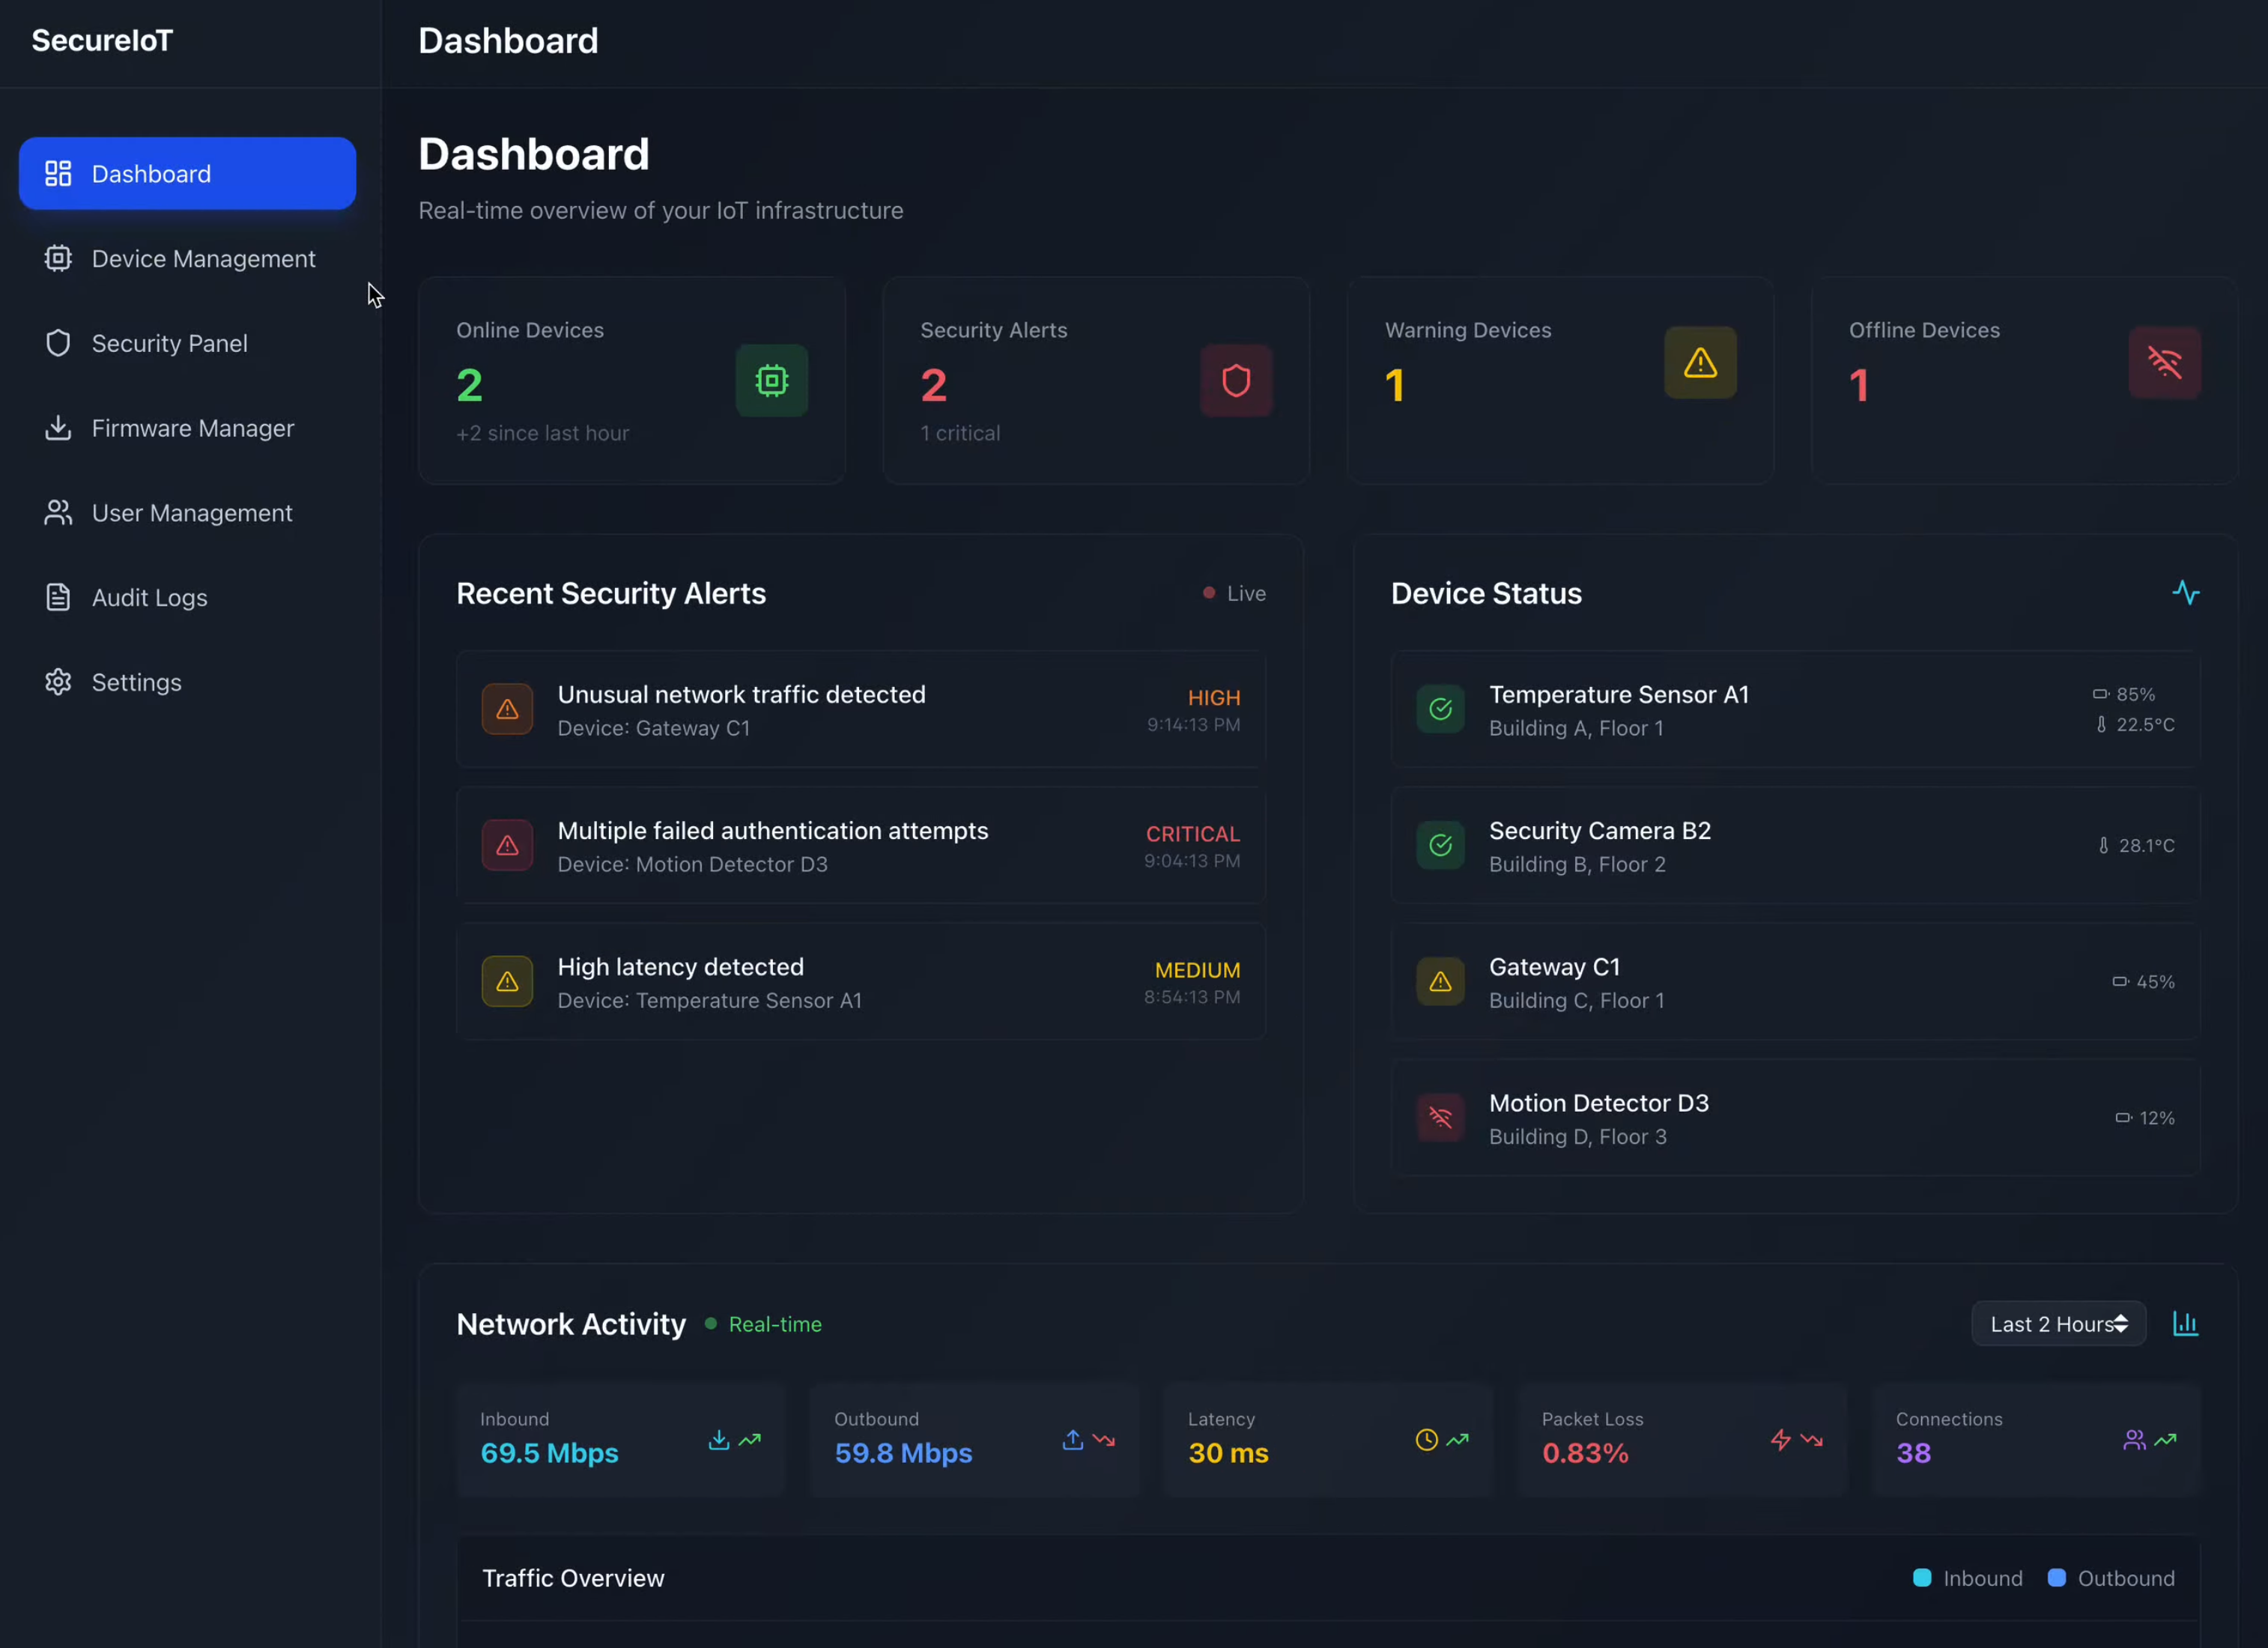 SecureIoT
Dashboard
Dashboard
Device Management
Security Panel
Firmware Manager
User Management
Audit Logs
Settings
Dashboard
Real-time overview of your IoT infrastructure
Online Devices
2
+2 since last hour
Security Alerts
2
1 critical
Warning Devices
1
Offline Devices
1
Recent Security Alerts
Live
Unusual network traffic detected
Device: Gateway C1
HIGH
9:14:13 PM
Multiple failed authentication attempts
Device: Motion Detector D3
CRITICAL
9:04:13 PM
High latency detected
Device: Temperature Sensor A1
MEDIUM
8:54:13 PM
Device Status
Temperature Sensor A1
Building A, Floor 1
85%
22.5°C
Security Camera B2
Building B, Floor 2
28.1°C
Gateway C1
Building C, Floor 1
45%
Motion Detector D3
Building D, Floor 3
12%
Network Activity
Real-time
Last 2 Hours
Inbound
69.5 Mbps
Outbound
59.8 Mbps
Latency
30 ms
Packet Loss
0.83%
Connections
38
Traffic Overview
Inbound
Outbound